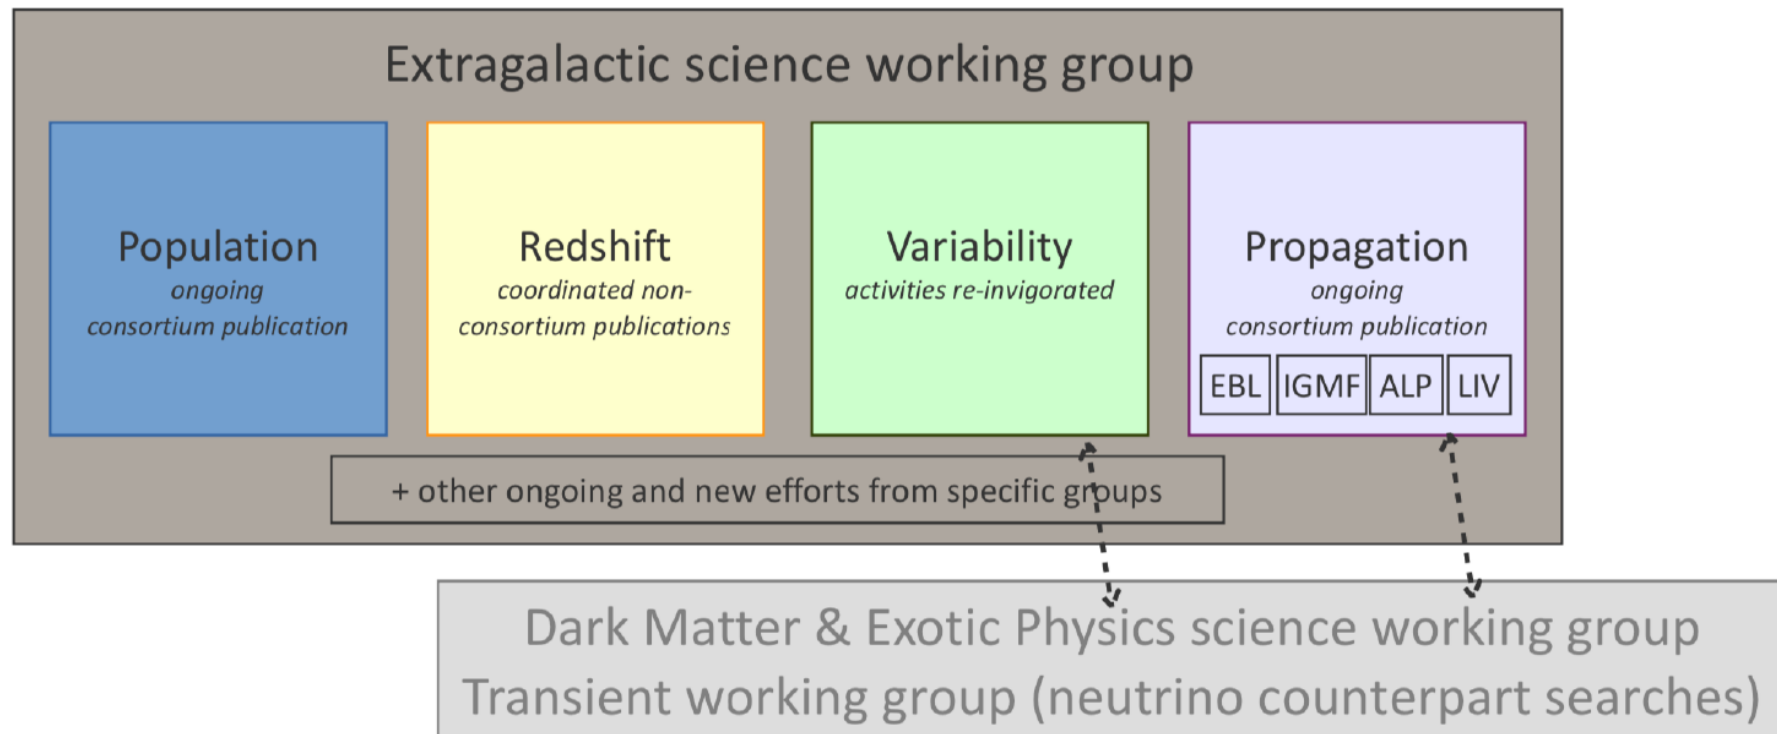 Extragalactic science working group
Population
ongoing
consortium publication
Redshift
coordinated non-
consortium publications
Variability
activities re-invigorated
Propagation
ongoing
consortium publication
EBL
IGMF
ALP
LIV
+ other ongoing and new efforts from specific groups
Dark Matter & Exotic Physics science working group
Transient working group (neutrino counterpart searches)